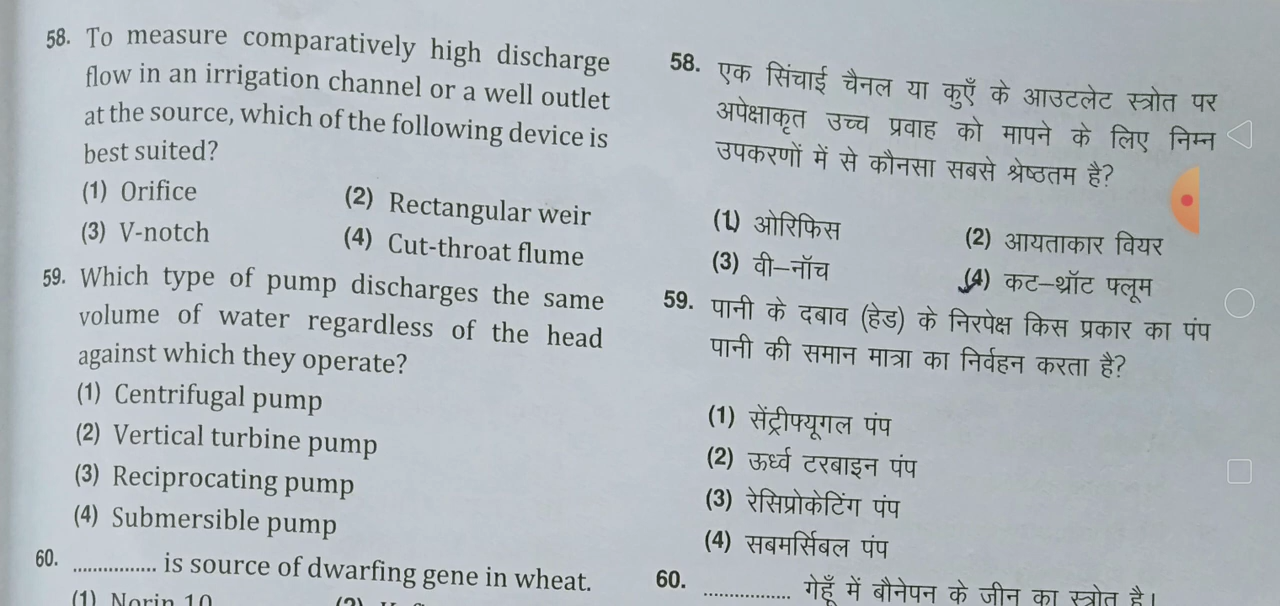 58. To measure comparatively high discharge
flow in an irrigation channel or a well outlet
at the source, which of the following device is
best suited?
(1) Orifice (2) Rectangular weir
(3) V-notch (4) Cut-throat flume
59. Which type of pump discharges the same
volume of water regardless of the head
against which they operate?
(1) Centrifugal pump
(2) Vertical turbine pump
(3) Reciprocating pump
(4) Submersible pump
60. ............... is source of dwarfing gene in wheat.
(1) Norin 10 (2)
58. एक सिंचाई चैनल या कुएँ के आउटलेट स्त्रोत पर
अपेक्षाकृत उच्च प्रवाह को मापने के लिए निम्न
उपकरणों में से कौनसा सबसे श्रेष्ठतम है?
(1) ओरिफिस (2) आयताकार वियर
(3) वी–नॉच (4) कट–थ्रॉट फ्लूम
59. पानी के दबाव (हेड) के निरपेक्ष किस प्रकार का पंप
पानी की समान मात्रा का निर्वहन करता है?
(1) सेंट्रीफ्यूगल पंप
(2) ऊर्ध्व टरबाइन पंप
(3) रेसिप्रोकेटिंग पंप
(4) सबमर्सिबल पंप
60. ................ गेहूँ में बौनेपन के जीन का स्त्रोत है।